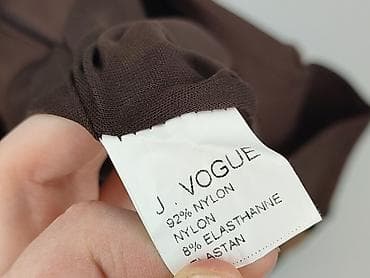 J. VOGUE
92% NYLON
NYLON
8% ELASTHANNE
ELASTAN